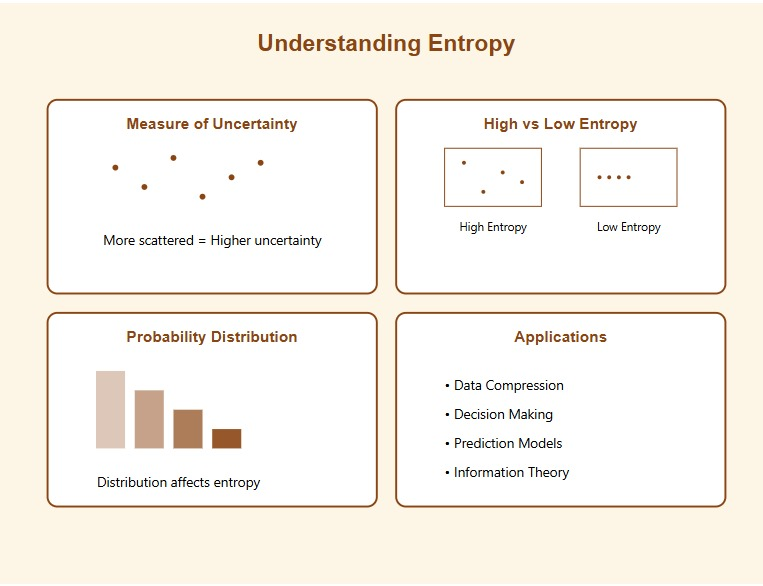 Understanding Entropy
Measure of Uncertainty
More scattered = Higher uncertainty
High vs Low Entropy
High Entropy
Low Entropy
Probability Distribution
Distribution affects entropy
Applications
• Data Compression
• Decision Making
• Prediction Models
• Information Theory